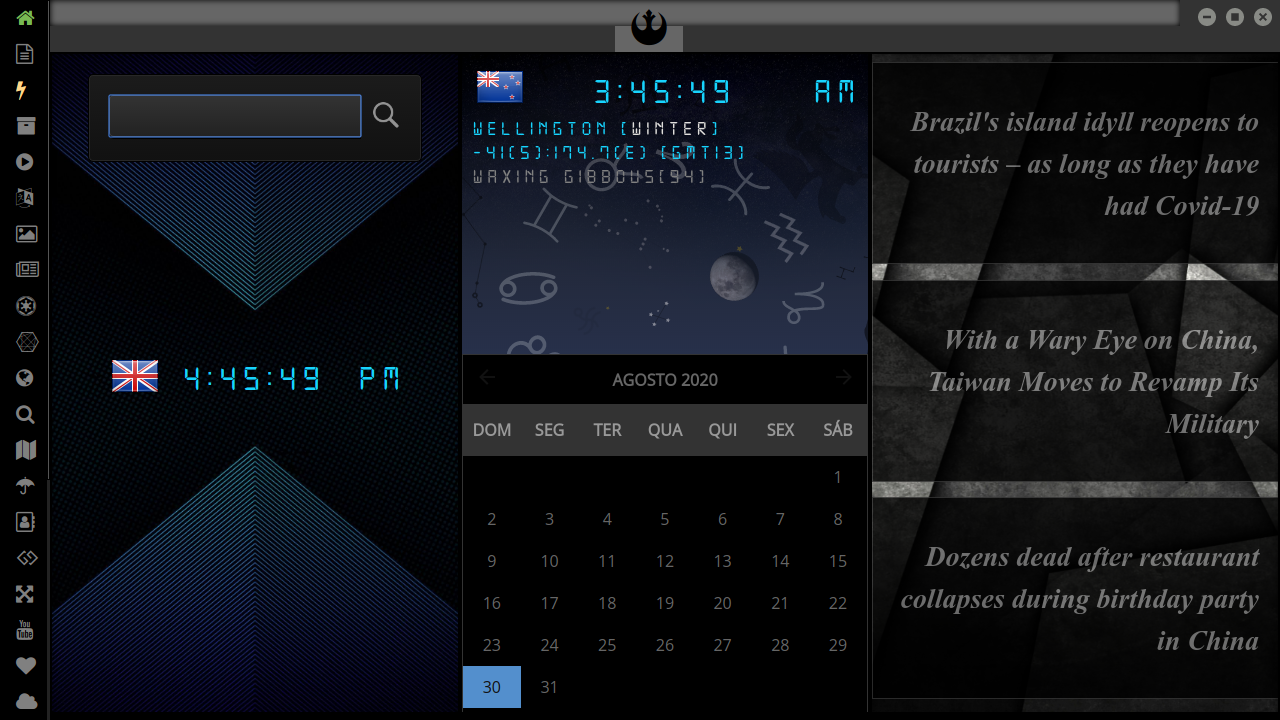 3:45:49 AM
WELLINGTON [WINTER]
-41(S):174.7(E) [GMT13]
WAXING GIBBOUS[94]
4:45:49 PM
AGOSTO 2020
DOM SEG TER QUA QUI SEX SÁB
1
2 3 4 5 6 7 8
9 10 11 12 13 14 15
16 17 18 19 20 21 22
23 24 25 26 27 28 29
30 31
Brazil's island idyll reopens to
tourists – as long as they have
had Covid-19
With a Wary Eye on China,
Taiwan Moves to Revamp Its
Military
Dozens dead after restaurant
collapses during birthday party
in China
You
Tube